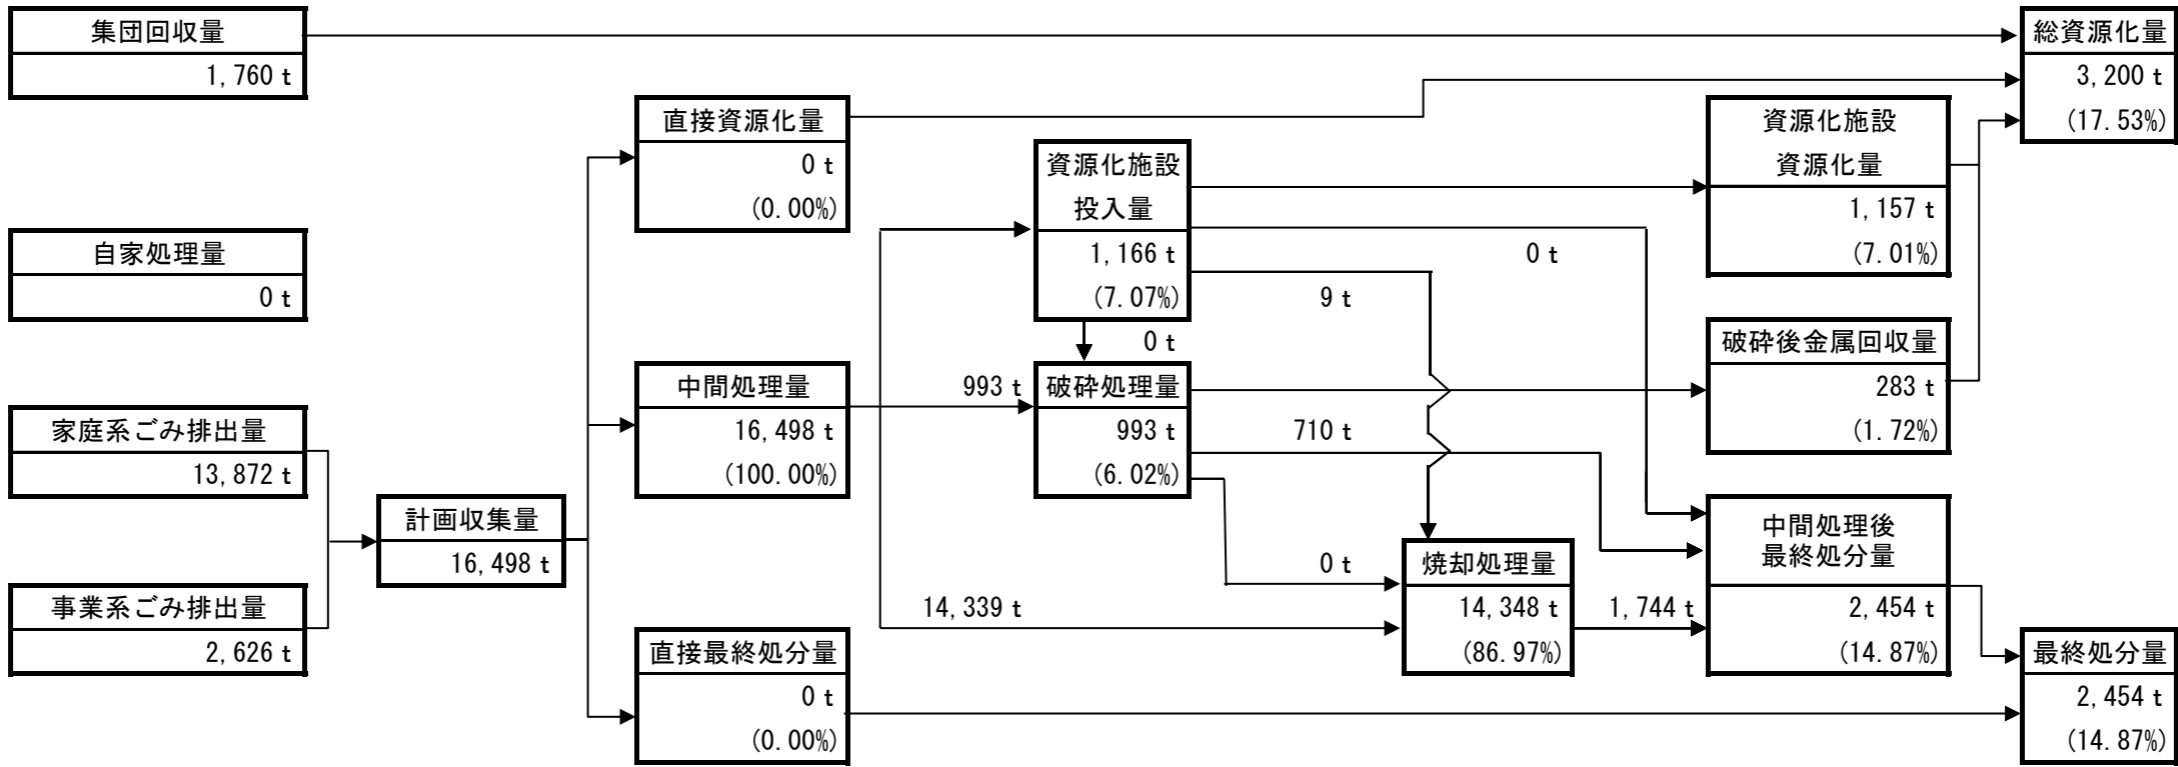 集団回収量
1,760 t
自家処理量
0 t
家庭系ごみ排出量
13,872 t
事業系ごみ排出量
2,626 t
計画収集量
16,498 t
直接資源化量
0 t
(0.00%)
中間処理量
16,498 t
(100.00%)
直接最終処分量
0 t
(0.00%)
993 t
14,339 t
資源化施設
投入量
1,166 t
(7.07%)
0 t
破砕処理量
993 t
(6.02%)
0 t
9 t
710 t
0 t
焼却処理量
14,348 t
(86.97%)
1,744 t
資源化施設
資源化量
1,157 t
(7.01%)
破砕後金属回収量
283 t
(1.72%)
中間処理後
最終処分量
2,454 t
(14.87%)
総資源化量
3,200 t
(17.53%)
最終処分量
2,454 t
(14.87%)